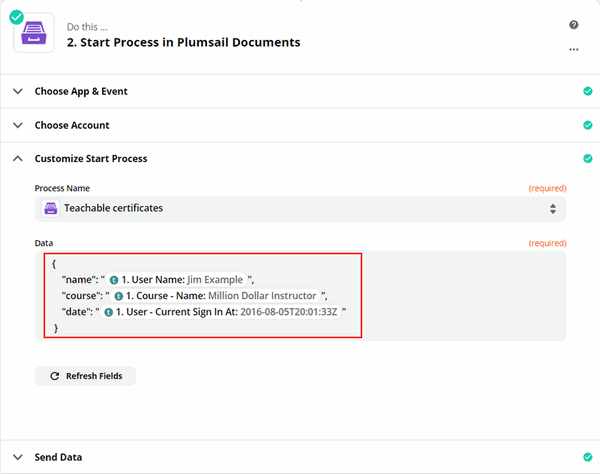 Do this ...
2. Start Process in Plumsail Documents
Choose App & Event
Choose Account
Customize Start Process
Process Name (required)
Teachable certificates
Data (required)
{
"name": " t 1. User Name: Jim Example ",
"course": " t 1. Course - Name: Million Dollar Instructor ",
"date": " t 1. User - Current Sign In At: 2016-08-05T20:01:33Z "
}
Refresh Fields
Send Data